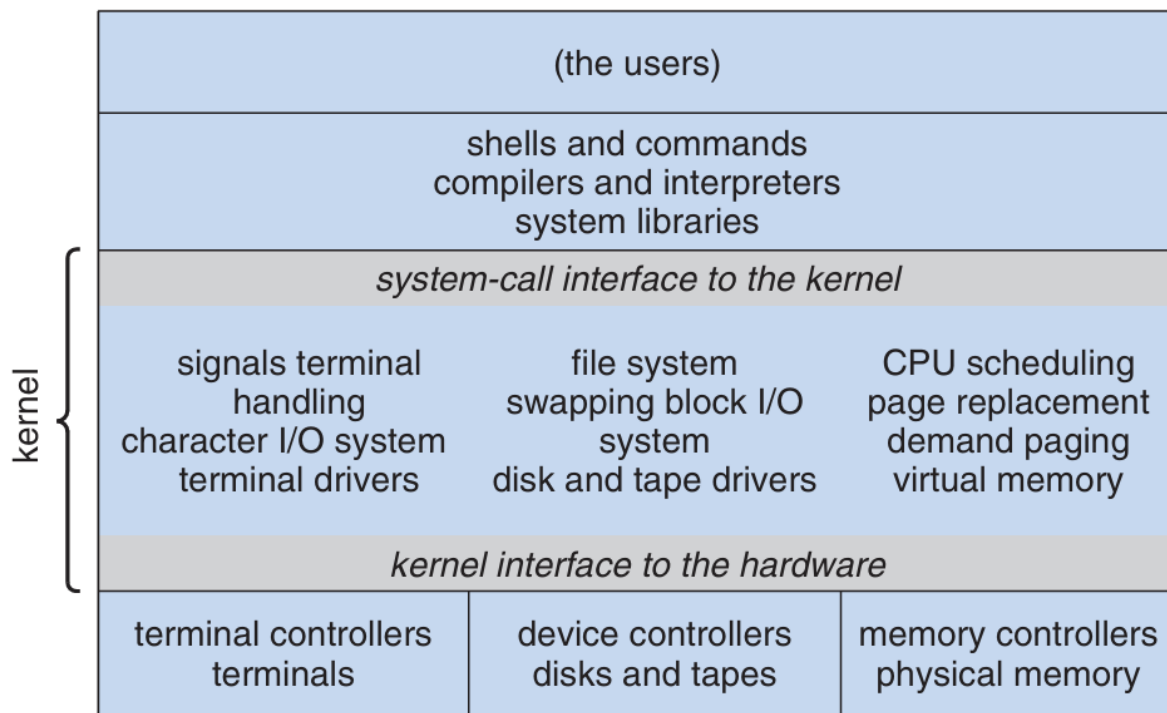 (the users)
shells and commands
compilers and interpreters
system libraries
kernel
system-call interface to the kernel
signals terminal
handling
character I/O system
terminal drivers
file system
swapping block I/O
system
disk and tape drivers
CPU scheduling
page replacement
demand paging
virtual memory
kernel interface to the hardware
terminal controllers
terminals
device controllers
disks and tapes
memory controllers
physical memory